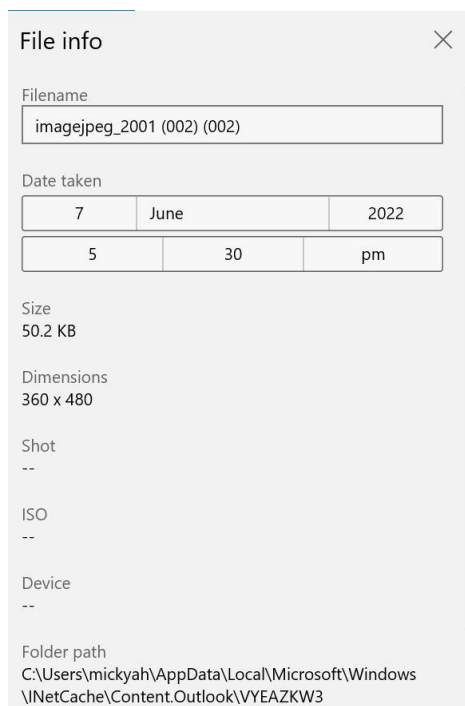 File info
Filename
imagejpeg_2001 (002) (002)
Date taken
7 June 2022
5 30 pm
Size
50.2 KB
Dimensions
360 x 480
Shot
--
ISO
--
Device
--
Folder path
C:\Users\mickyah\AppData\Local\Microsoft\Windows
\INetCache\Content.Outlook\VYEAZKW3